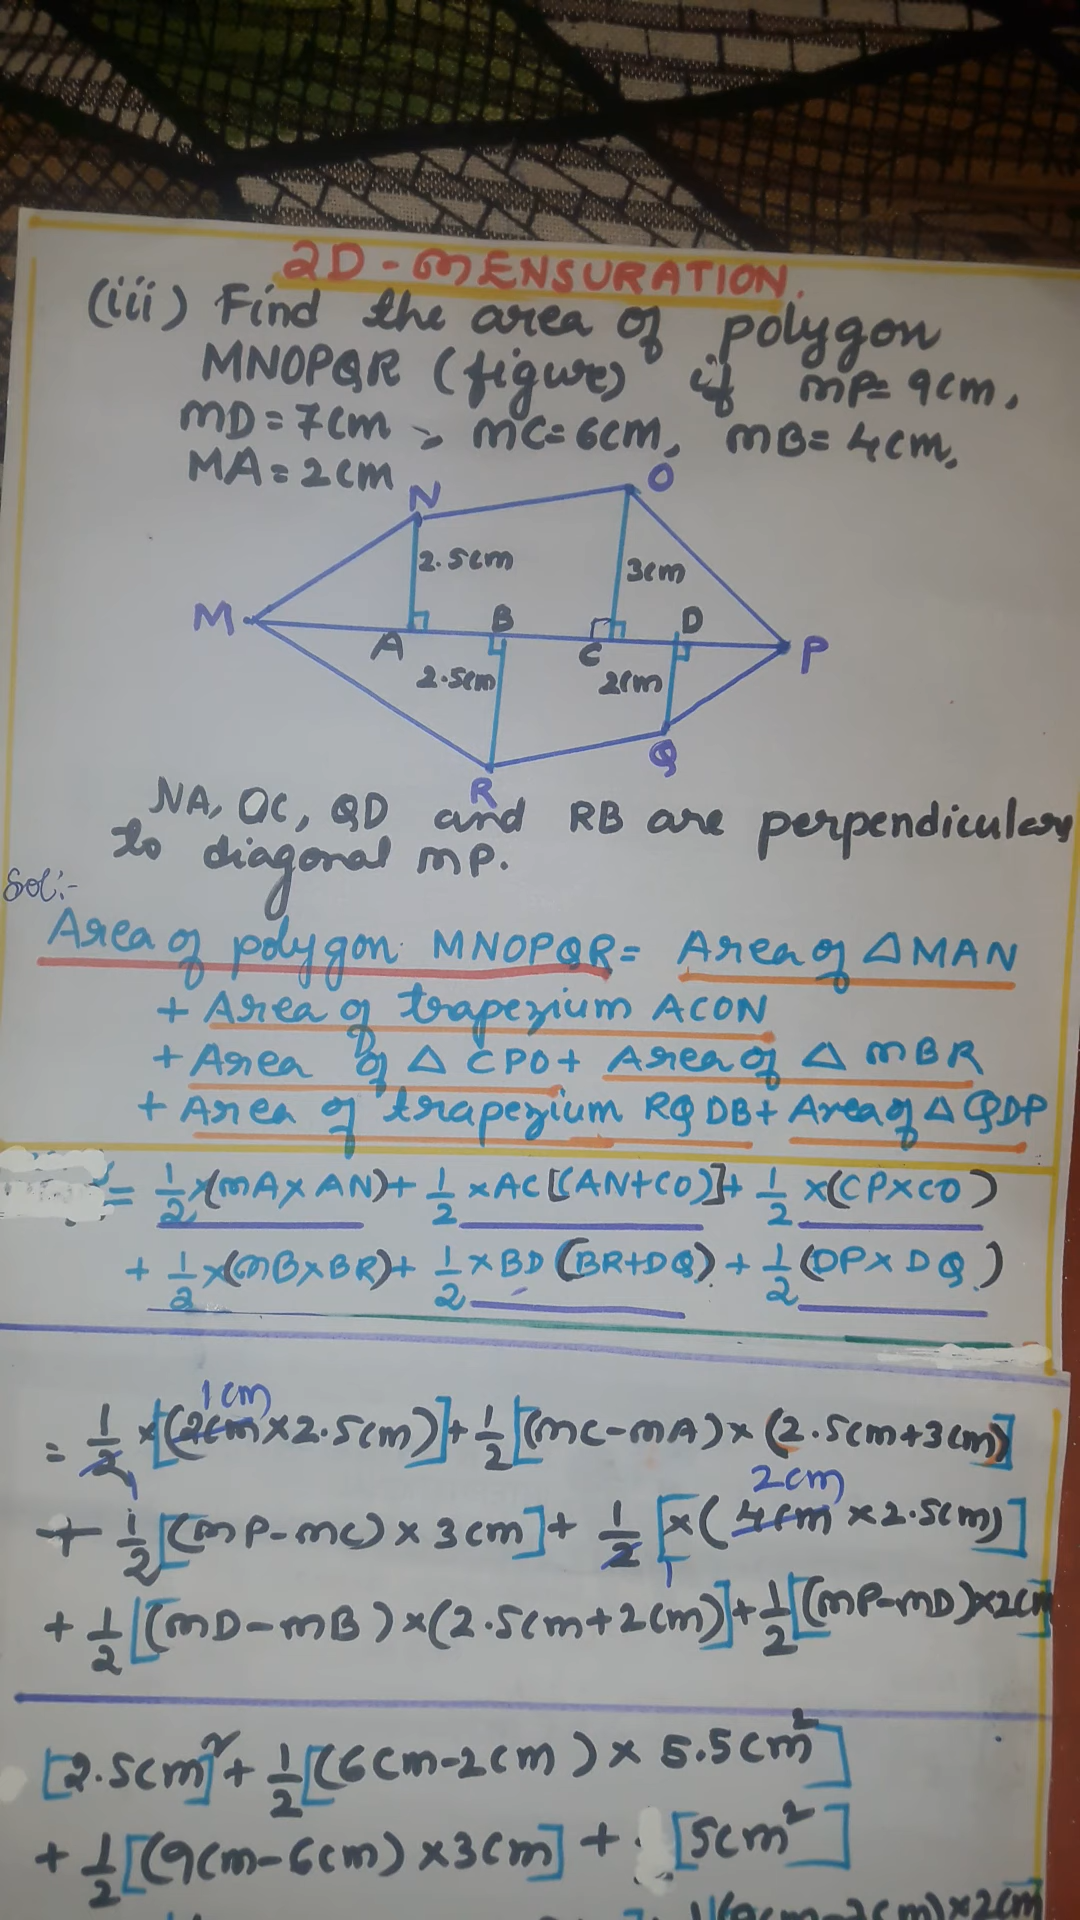 2D-MENSURATION.
(iii) Find the area of polygon
MNOPQR (figure) if MP= 9cm,
MD=7cm, MC=6cm, MB=4cm,
MA=2cm
N
O
2.5cm
3cm
M
A
B
C
D
P
2.5cm
2cm
R
Q
NA, OC, QD and RB are perpendiculars
to diagonal MP.
Sol:-
Area of polygon MNOPQR= Area of △MAN
+ Area of trapezium ACON
+ Area of △ CPO+ Area of △ MBR
+ Area of trapezium RQDB+ Area of △ QDP
= 1/2 ×(MA× AN)+ 1/2 ×AC[(AN+CO)]+ 1/2 ×(CP×CO)
+ 1/2 ×(MB×BR)+ 1/2 ×BD (BR+DQ) + 1/2 (DP×DQ)
1cm
= 1/2 ×[(2cm×2.5cm)]+1/2[(MC-MA)×(2.5cm+3cm)]
1
2cm
+ 1/2[(MP-MC)×3cm]+ 1/2 [×(4cm×2.5cm)]
1
+ 1/2[(MD-MB)×(2.5cm+2cm)]+1/2[(MP-MD)×2cm]
[2.5cm²]+ 1/2[(6cm-2cm)× 5.5cm²]
+ 1/2[(9cm-6cm)×3cm] + [5cm²]